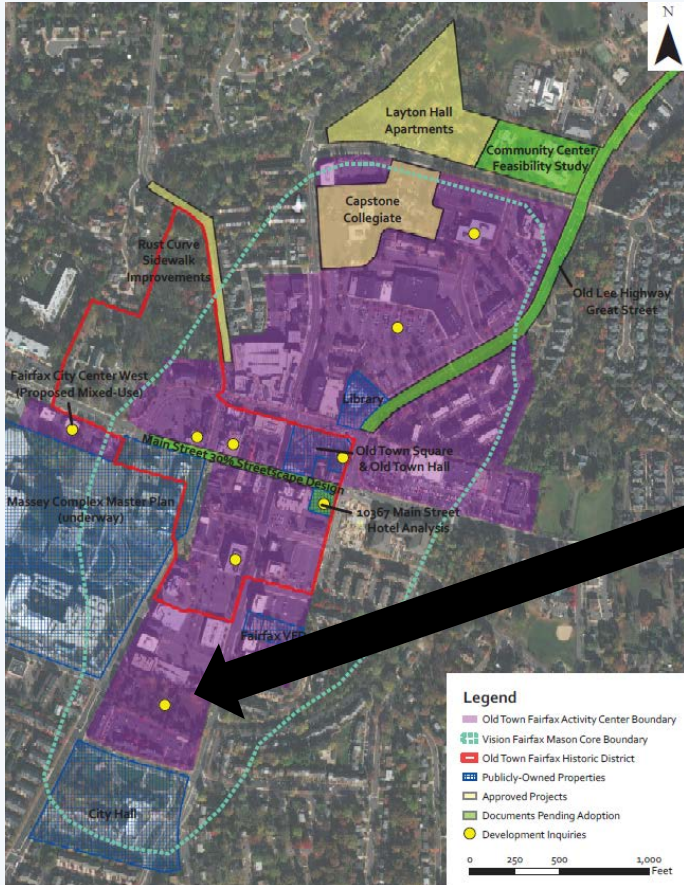 N
Layton Hall
Apartments
Community Center
Feasibility Study
Capstone
Collegiate
Rust Curve
Sidewalk
Improvements
Old Lee Highway
Great Street
Fairfax City Center West
(Proposed Mixed-Use)
Library
Main Street 30% Streetscape Design
Old Town Square
& Old Town Hall
Massey Complex Master Plan
(underway)
10367 Main Street
Hotel Analysis
Fairfax
City Hall
Legend
Old Town Fairfax Activity Center Boundary
Vision Fairfax Mason Core Boundary
Old Town Fairfax Historic District
Publicly-Owned Properties
Approved Projects
Documents Pending Adoption
Development Inquiries
0 250 500 1,000
Feet